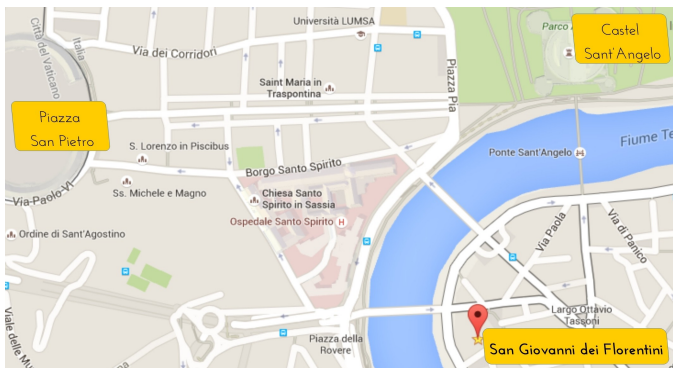 Università LUMSA
Parco
Castel
Sant'Angelo
Città del Vaticano
Italia
Via dei Corridori
Piazza Pia
Saint Maria in
Traspontina
Piazza
San Pietro
S. Lorenzo in Piscibus
Borgo Santo Spirito
Ponte Sant'Angelo
Fiume Te
Via-Paolo-VI
Ss. Michele e Magno
Chiesa Santo
Spirito in Sassia
Ospedale Santo Spirito
H
Ordine di Sant'Agostino
Via Paola
Via di Panico
Viale delle Mu
Piazza della
Rovere
Largo Ottavio
Tassoni
San Giovanni dei Florentini